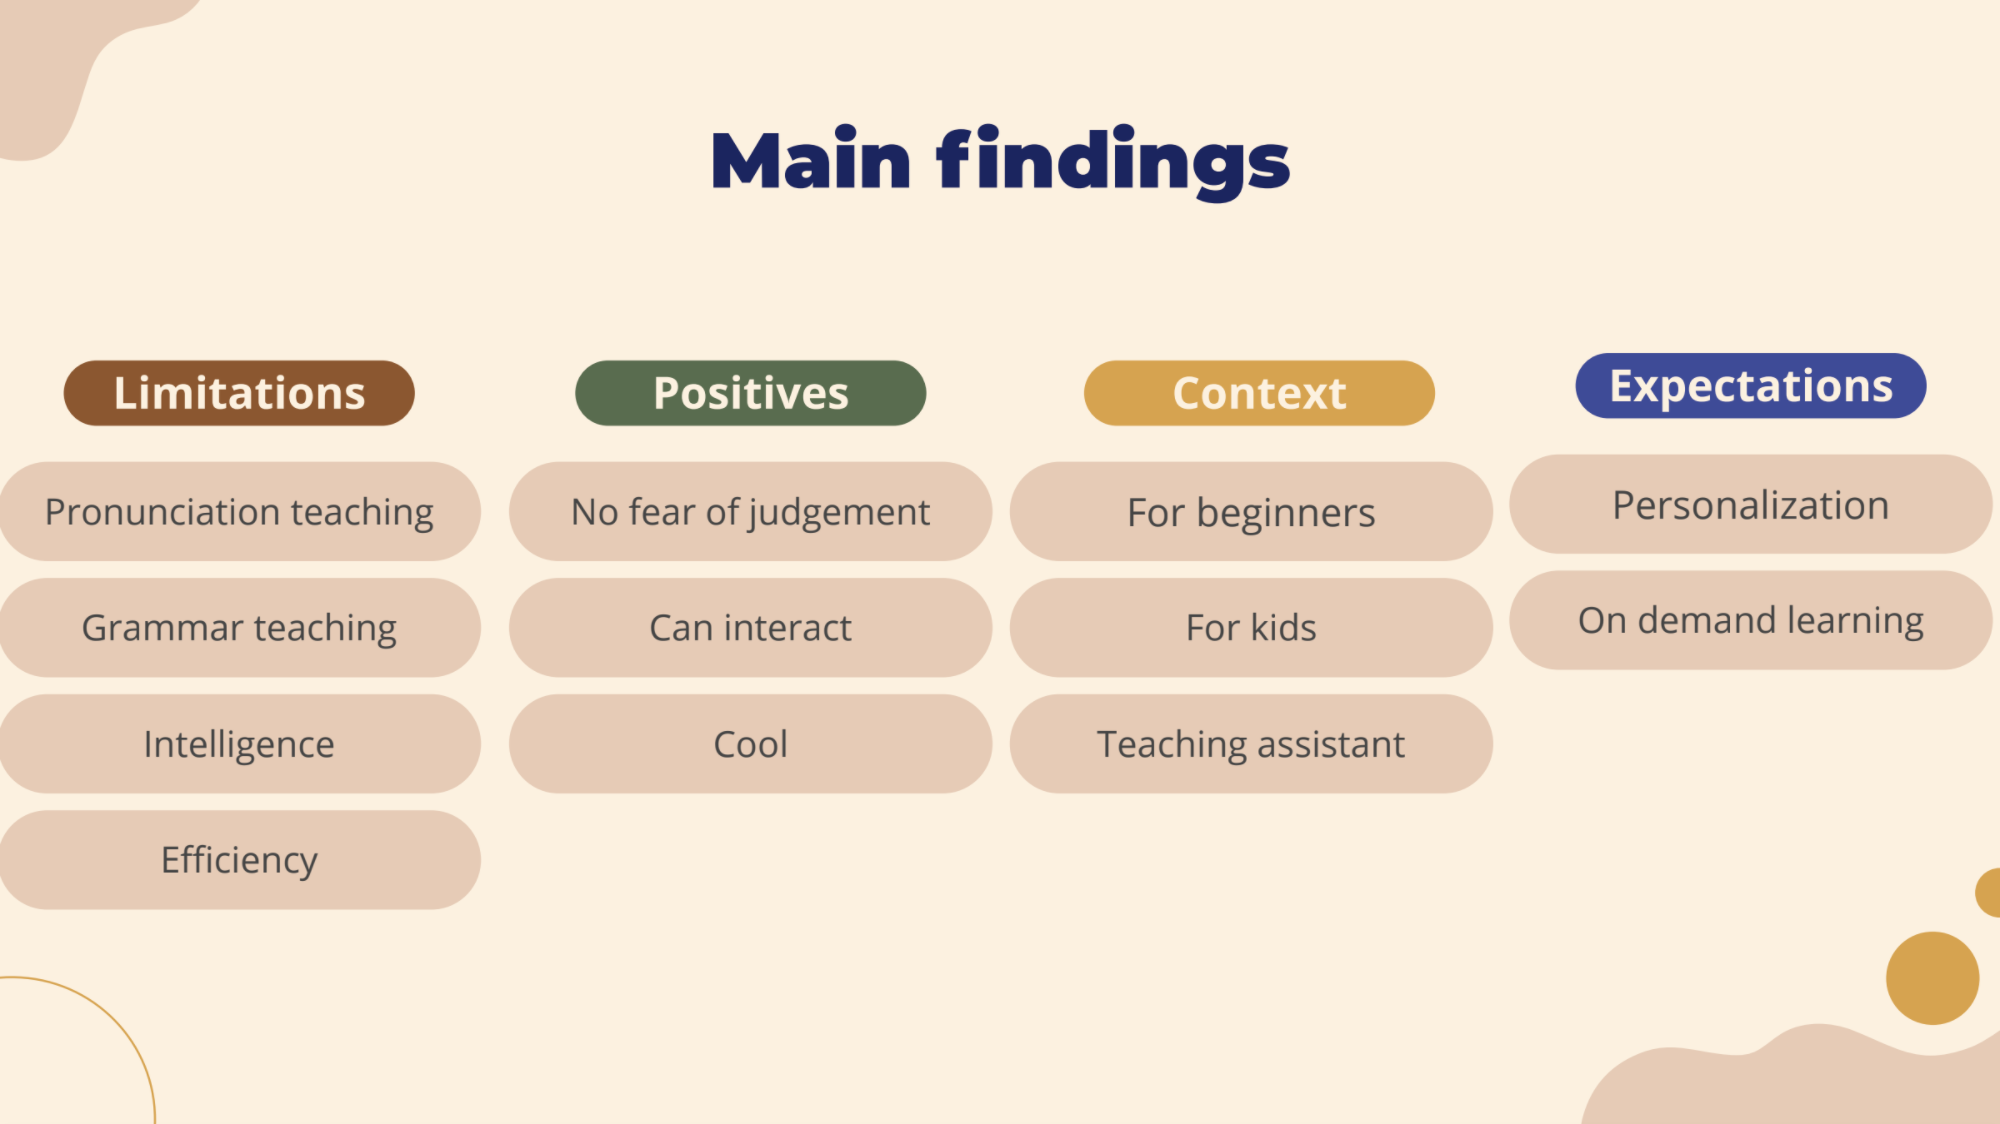 Main findings
Limitations
Pronunciation teaching
Grammar teaching
Intelligence
Efficiency
Positives
No fear of judgement
Can interact
Cool
Context
For beginners
For kids
Teaching assistant
Expectations
Personalization
On demand learning